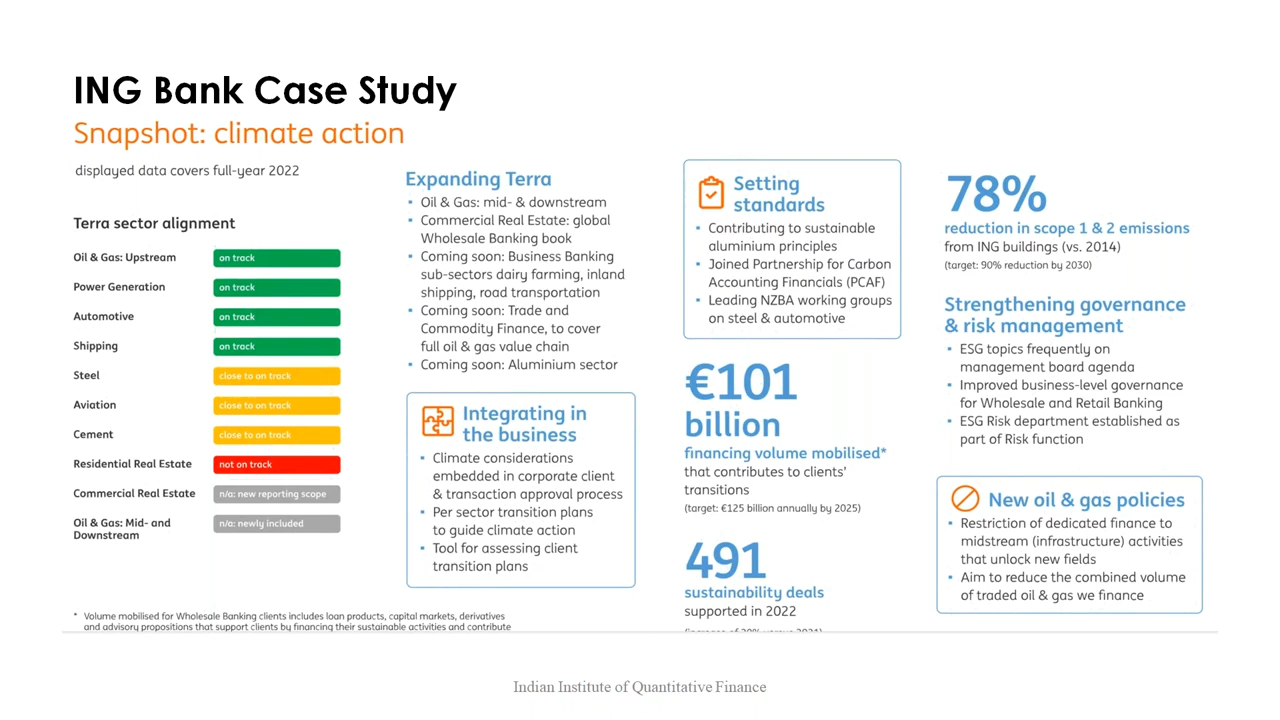 ING Bank Case Study
Snapshot: climate action
displayed data covers full-year 2022
Terra sector alignment
Oil & Gas: Upstream
on track
Power Generation
on track
Automotive
on track
Shipping
on track
Steel
close to on track
Aviation
close to on track
Cement
close to on track
Residential Real Estate
not on track
Commercial Real Estate
n/a: new reporting scope
Oil & Gas: Mid- and
Downstream
n/a: newly included
* Volume mobilised for Wholesale Banking clients includes loan products, capital markets, derivatives
and advisory propositions that support clients by financing their sustainable activities and contribute
Expanding Terra
▪ Oil & Gas: mid- & downstream
▪ Commercial Real Estate: global
Wholesale Banking book
▪ Coming soon: Business Banking
sub-sectors dairy farming, inland
shipping, road transportation
▪ Coming soon: Trade and
Commodity Finance, to cover
full oil & gas value chain
▪ Coming soon: Aluminium sector
Integrating in
the business
▪ Climate considerations
embedded in corporate client
& transaction approval process
▪ Per sector transition plans
to guide climate action
▪ Tool for assessing client
transition plans
Setting
standards
▪ Contributing to sustainable
aluminium principles
▪ Joined Partnership for Carbon
Accounting Financials (PCAF)
▪ Leading NZBA working groups
on steel & automotive
€101
billion
financing volume mobilised*
that contributes to clients'
transitions
(target: €125 billion annually by 2025)
491
sustainability deals
supported in 2022
78%
reduction in scope 1 & 2 emissions
from ING buildings (vs. 2014)
(target: 90% reduction by 2030)
Strengthening governance
& risk management
▪ ESG topics frequently on
management board agenda
▪ Improved business-level governance
for Wholesale and Retail Banking
▪ ESG Risk department established as
part of Risk function
New oil & gas policies
▪ Restriction of dedicated finance to
midstream (infrastructure) activities
that unlock new fields
▪ Aim to reduce the combined volume
of traded oil & gas we finance
Indian Institute of Quantitative Finance